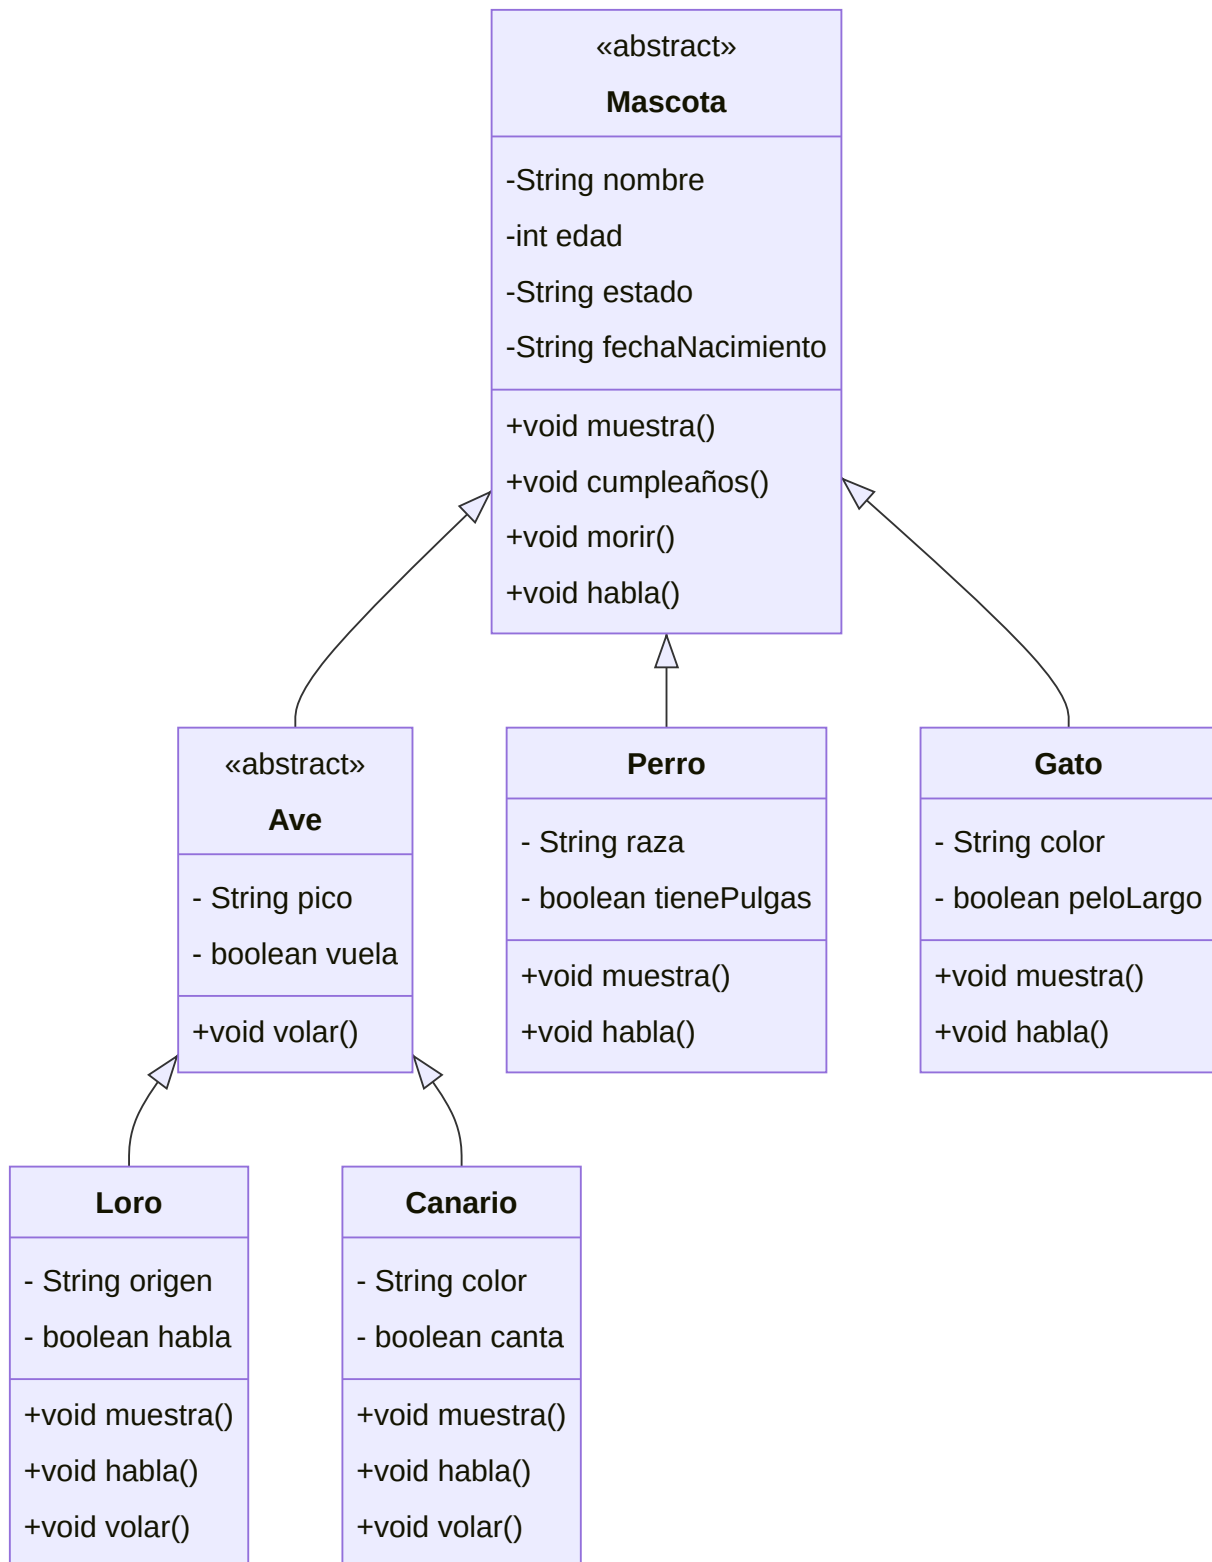 «abstract»
Mascota
-String nombre
-int edad
-String estado
-String fechaNacimiento
+void muestra()
+void cumpleaños()
+void morir()
+void habla()
«abstract»
Ave
- String pico
- boolean vuela
+void volar()
Perro
- String raza
- boolean tienePulgas
+void muestra()
+void habla()
Gato
- String color
- boolean peloLargo
+void muestra()
+void habla()
Loro
- String origen
- boolean habla
+void muestra()
+void habla()
+void volar()
Canario
- String color
- boolean canta
+void muestra()
+void habla()
+void volar()